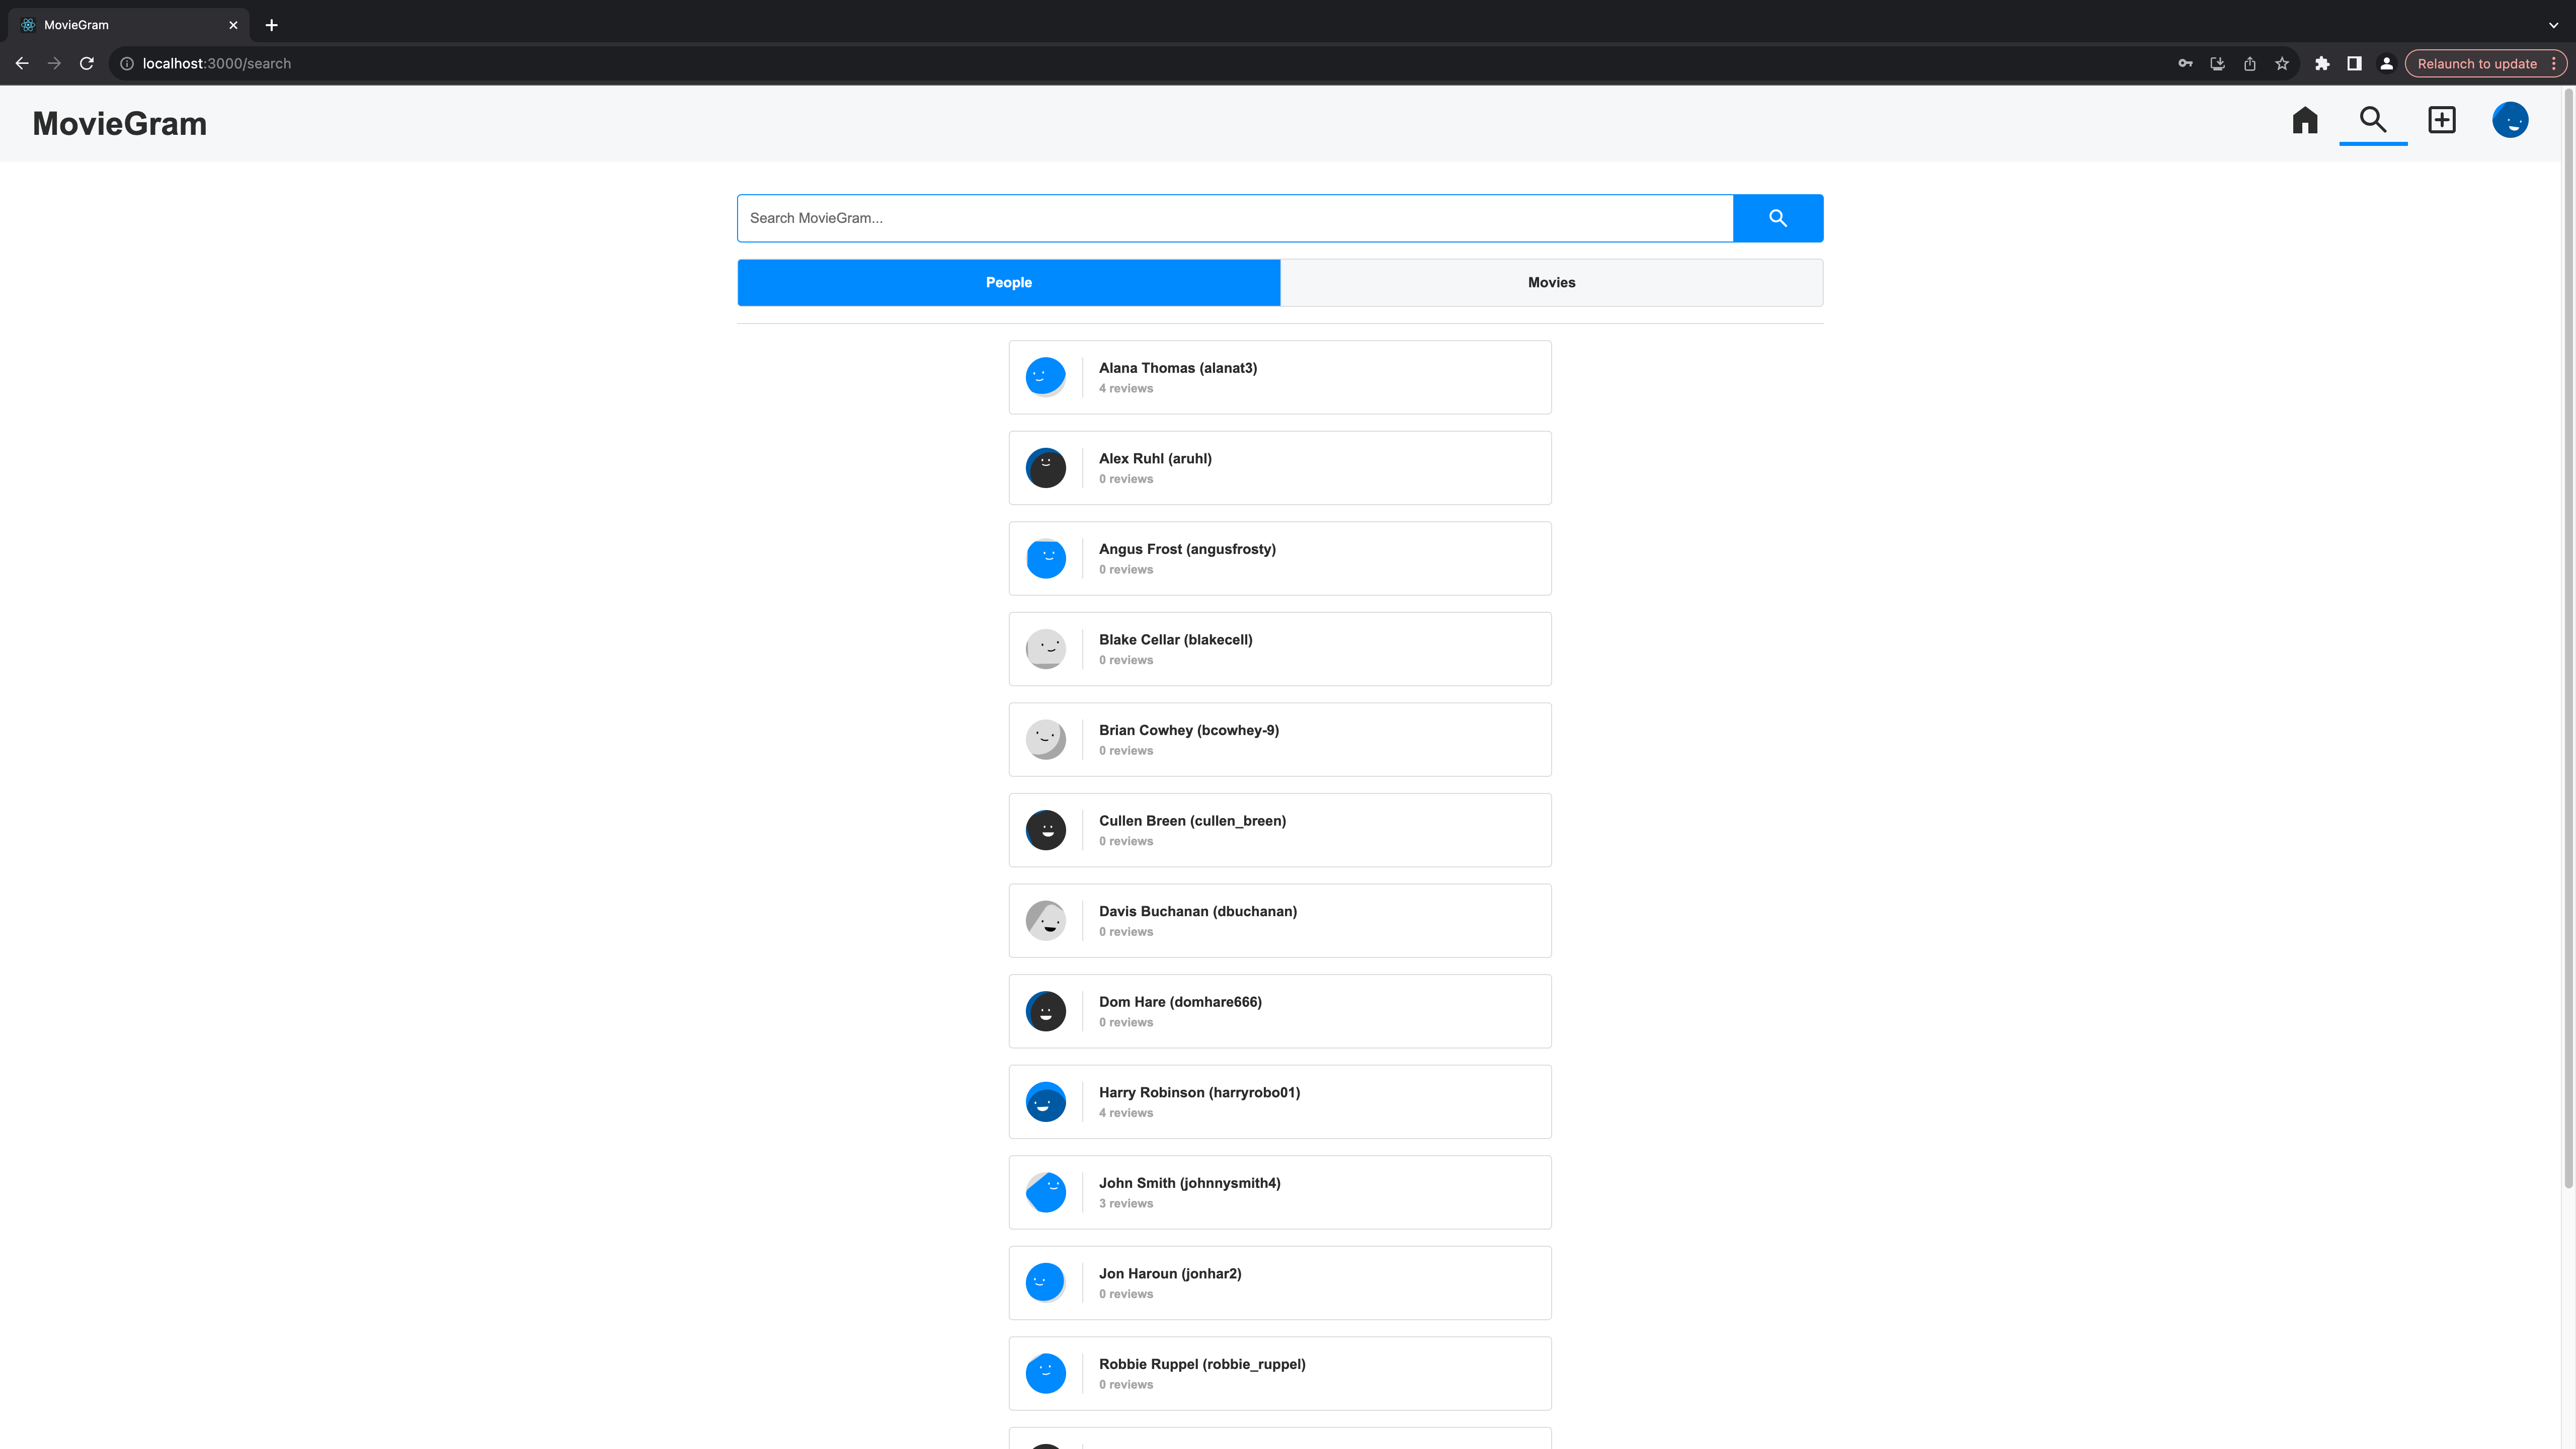 MovieGram
localhost:3000/search
Relaunch to update
MovieGram
Search MovieGram...
People
Movies
Alana Thomas (alanat3)
4 reviews
Alex Ruhl (aruhl)
0 reviews
Angus Frost (angusfrosty)
0 reviews
Blake Cellar (blakecell)
0 reviews
Brian Cowhey (bcowhey-9)
0 reviews
Cullen Breen (cullen_breen)
0 reviews
Davis Buchanan (dbuchanan)
0 reviews
Dom Hare (domhare666)
0 reviews
Harry Robinson (harryrobo01)
4 reviews
John Smith (johnnysmith4)
3 reviews
Jon Haroun (jonhar2)
0 reviews
Robbie Ruppel (robbie_ruppel)
0 reviews